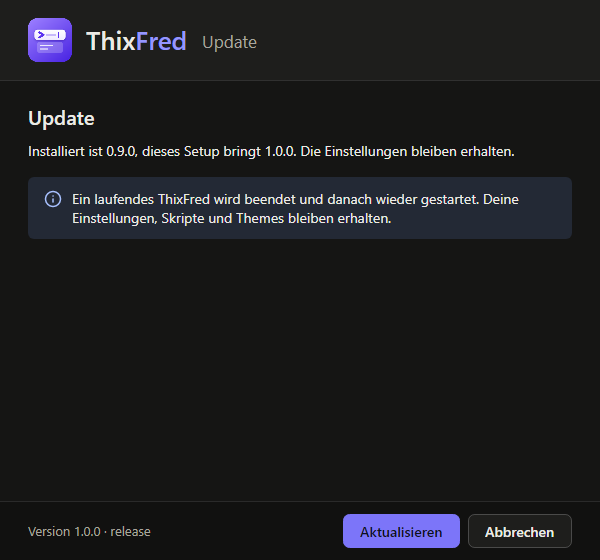 ThixFred Update
Update
Installiert ist 0.9.0, dieses Setup bringt 1.0.0. Die Einstellungen bleiben erhalten.
Ein laufendes ThixFred wird beendet und danach wieder gestartet. Deine
Einstellungen, Skripte und Themes bleiben erhalten.
Version 1.0.0 · release Aktualisieren Abbrechen